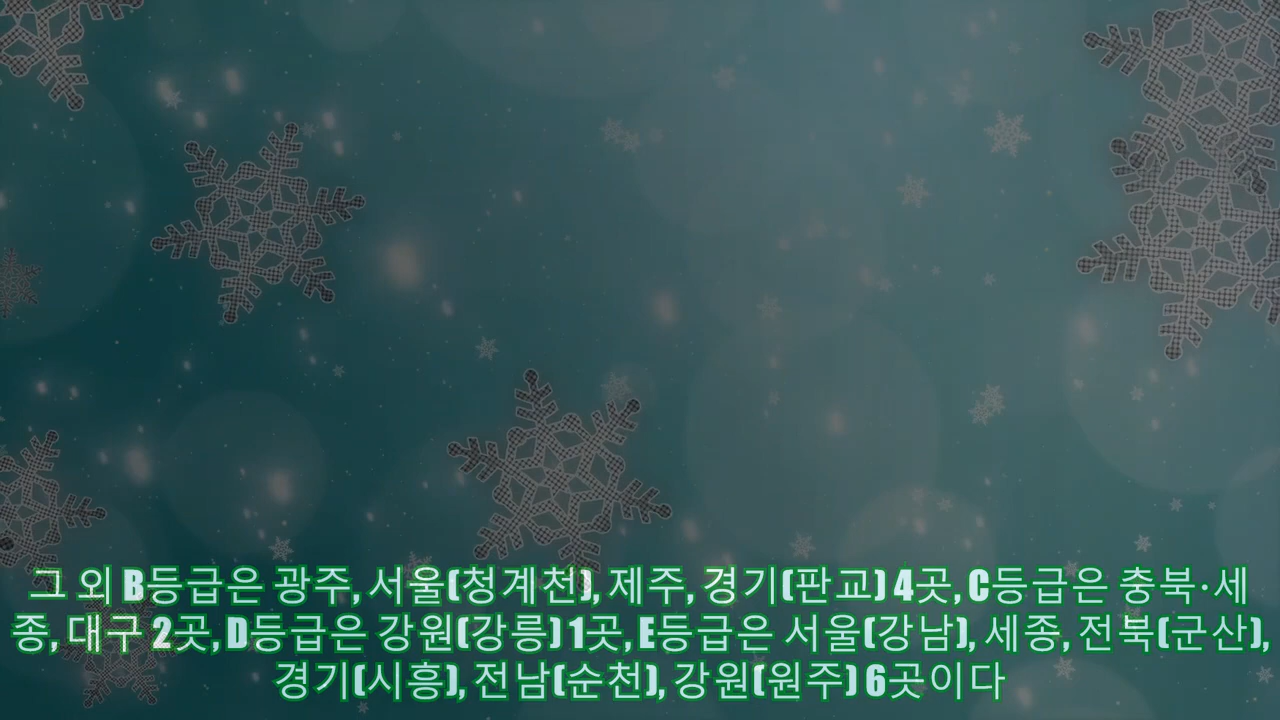 그 외 B등급은 광주, 서울(청계천), 제주, 경기(판교) 4곳, C등급은 충북·세
종, 대구 2곳, D등급은 강원(강릉) 1곳, E등급은 서울(강남), 세종, 전북(군산),
경기(시흥), 전남(순천), 강원(원주) 6곳이다